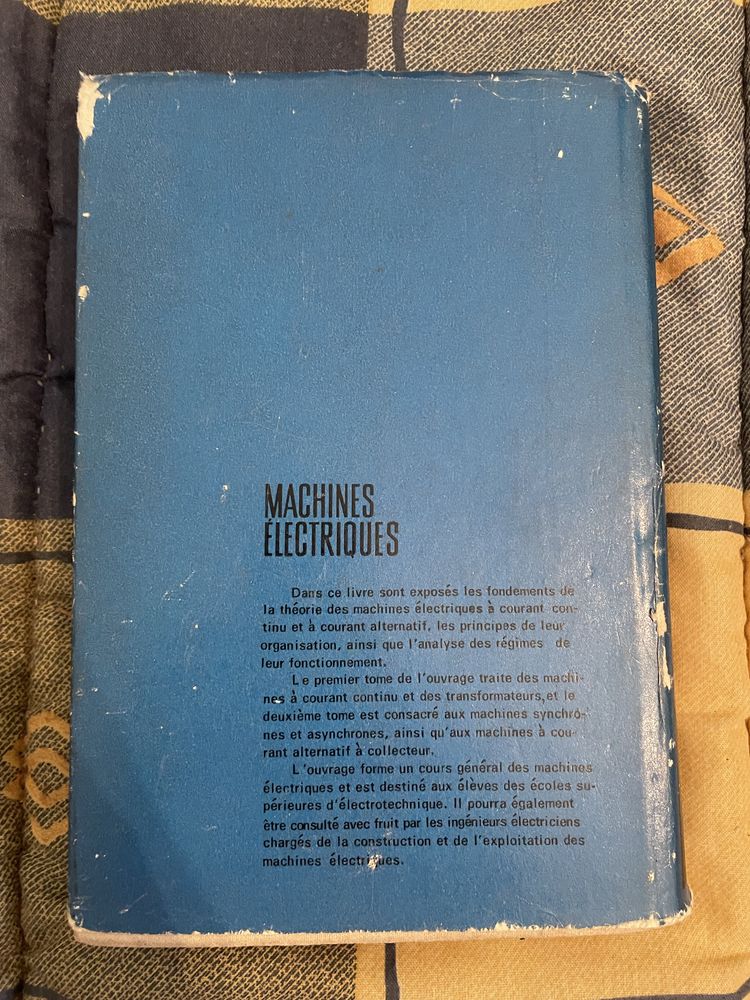 MACHINES
ÉLECTRIQUES
Dans ce livre sont exposés les fondements de
la théorie des machines électriques à courant con-
tinu et à courant alternatif, les principes de leur
organisation, ainsi que l'analyse des régimes de
leur fonctionnement.
Le premier tome de l'ouvrage traite des machi-
nes à courant continu et des transformateurs, et le
deuxième tome est consacré aux machines synchro-
nes et asynchrones, ainsi qu'aux machines à cou-
rant alternatif à collecteur.
L'ouvrage forme un cours général des machines
électriques et est destiné aux élèves des écoles su-
périeures d'électrotechnique. Il pourra également
être consulté avec fruit par les ingénieurs électriciens
chargés de la construction et de l'exploitation des
machines électriques.